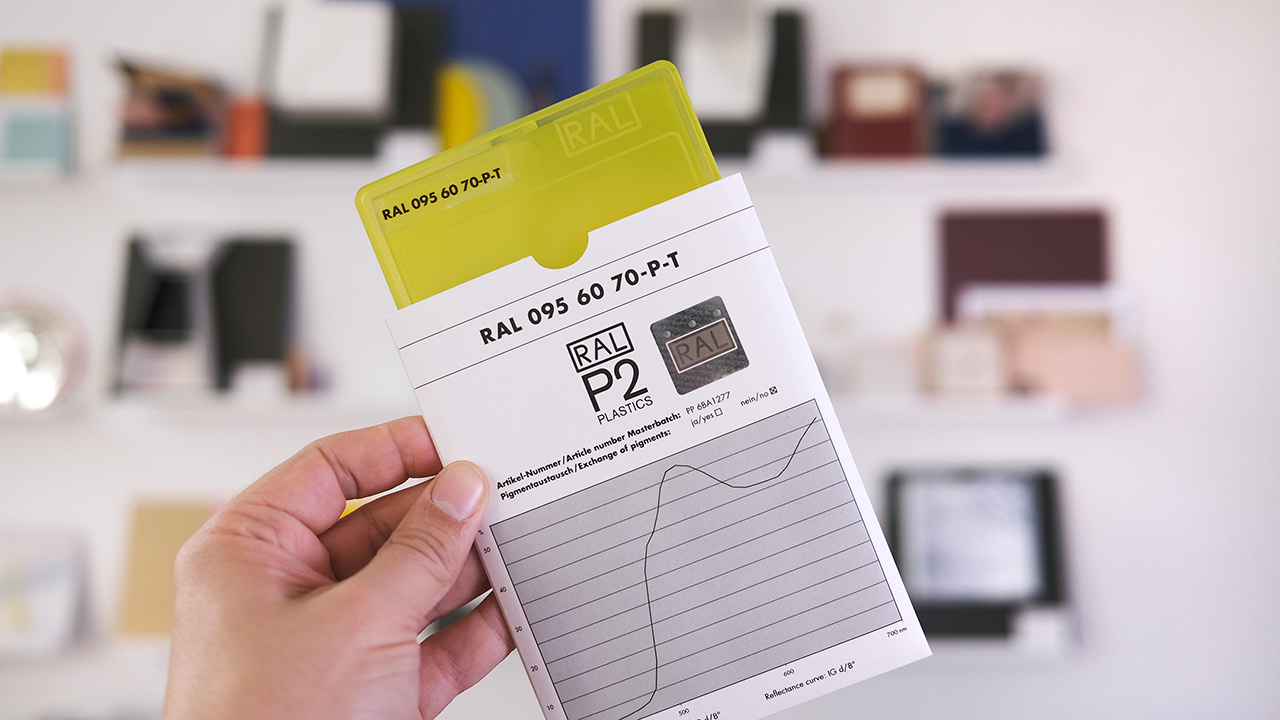 RAL
RAL 095 60 70-P-T
RAL 095 60 70-P-T
RAL
P2
PLASTICS
RAL
Artikel-Nummer/Article number Masterbatch: PP 6BA1277
Pigmentaustausch/Exchange of pigments: ja/yes ☐ nein/no ☒
%
50
40
30
20
10
500
600
700 nm
Reflectance curve: IG d/8°